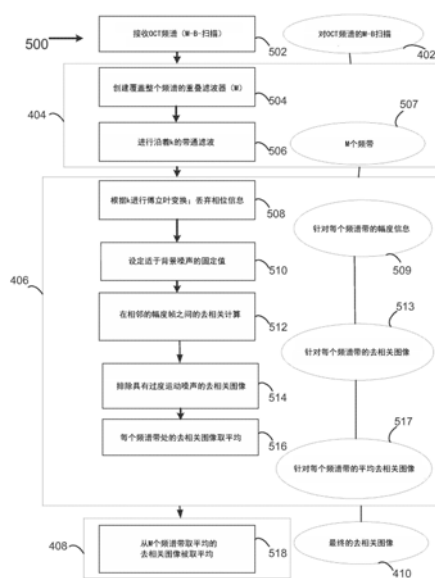 500
接收OCT频谱（M-B-扫描）
502
对OCT频谱的M-B-扫描
402
404
创建覆盖整个频谱的重叠滤波器（M）
504
进行沿着k的带通滤波
506
507
M个频带
406
根据k进行傅立叶变换；丢弃相位信息
508
针对每个频谱带的幅度信息
509
设定适于背景噪声的固定值
510
在相邻的幅度帧之间的去相关计算
512
513
针对每个频谱带的去相关图像
排除具有过度运动噪声的去相关图像
514
每个频谱带处的去相关图像取平均
516
517
针对每个频谱带的平均去相关图像
408
从M个频谱带取平均的
去相关图像被取平均
518
最终的去相关图像
410